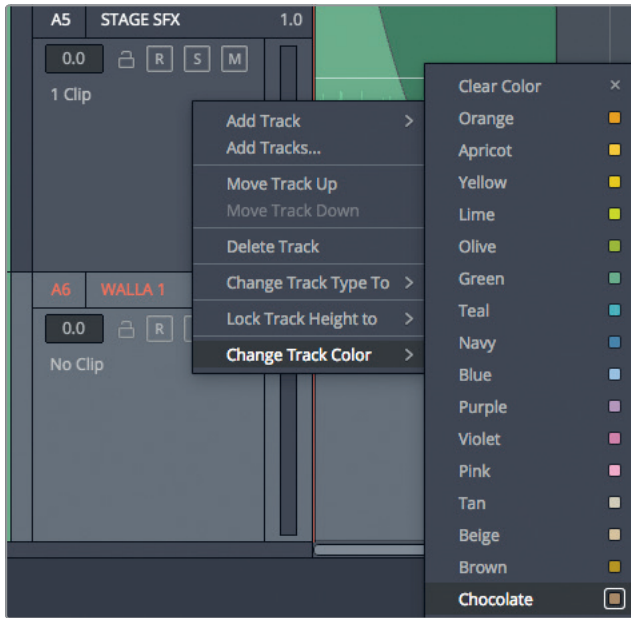 A5 STAGE SFX 1.0
0.0 R S M
1 Clip
A6 WALLA 1
0.0 R
No Clip
Add Track >
Add Tracks...
Move Track Up
Move Track Down
Delete Track
Change Track Type To >
Lock Track Height to >
Change Track Color >
Clear Color ×
Orange
Apricot
Yellow
Lime
Olive
Green
Teal
Navy
Blue
Purple
Violet
Pink
Tan
Beige
Brown
Chocolate